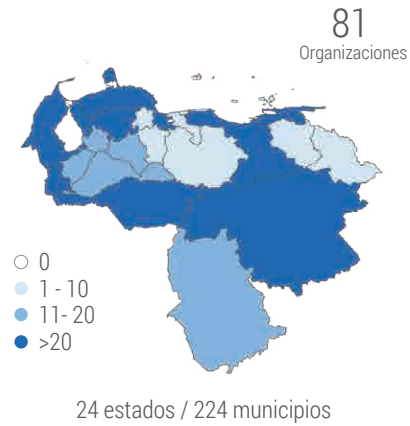 81
Organizaciones
0
1 - 10
11- 20
>20
24 estados / 224 municipios